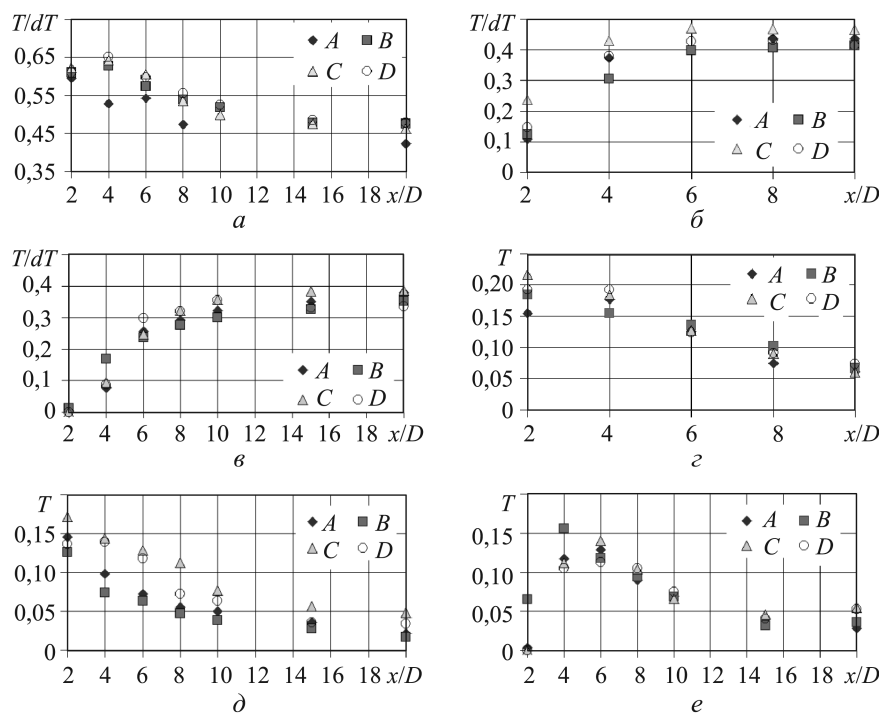 T/dT
0,65
0,55
0,45
0,35
2 4 6 8 10 12 14 16 18 x/D
A B
C D
а
T/dT
0,4
0,3
0,2
0,1
0
2 4 6 8 x/D
A B
C D
б
T/dT
0,4
0,3
0,2
0,1
0
2 4 6 8 10 12 14 16 18 x/D
A B
C D
в
T
0,20
0,15
0,10
0,05
0
2 4 6 8 x/D
A B
C D
г
T
0,15
0,10
0,05
0
2 4 6 8 10 12 14 16 18 x/D
A B
C D
д
T
0,15
0,10
0,05
0
2 4 6 8 10 12 14 16 18 x/D
A B
C D
е